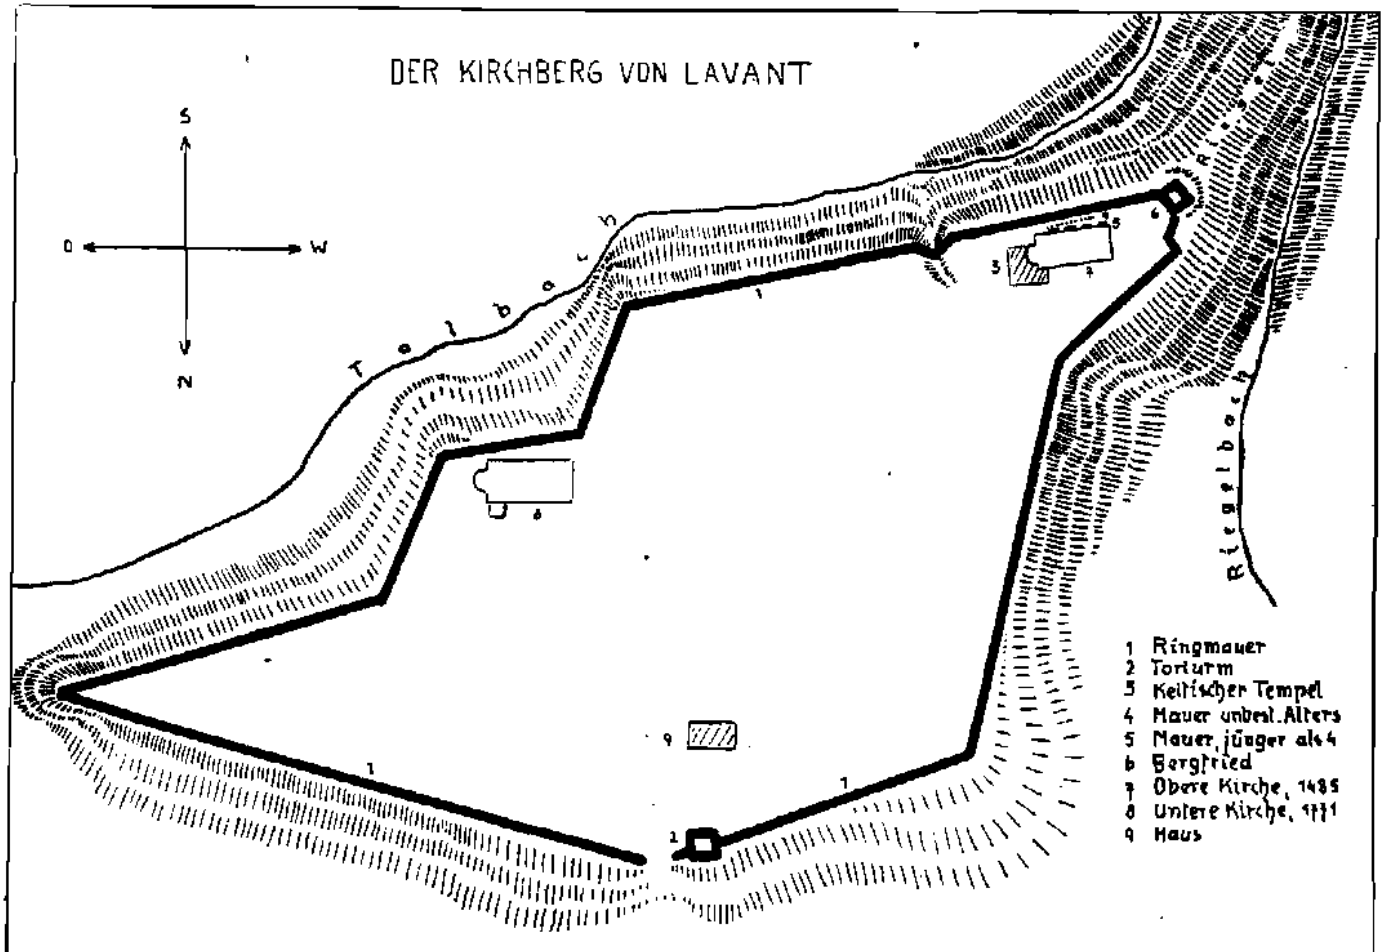 DER KIRCHBERG VON LAVANT
S
O W
N
Talbach
Riegel
Riegelbach
6
5
4
3
7
1
8
9
1
1
1 Ringmauer
2 Torturm
3 Keltischer Tempel
4 Mauer unbest. Alters
5 Mauer, jünger als 4
6 Bergfried
7 Obere Kirche, 1485
8 Untere Kirche, 1771
9 Haus